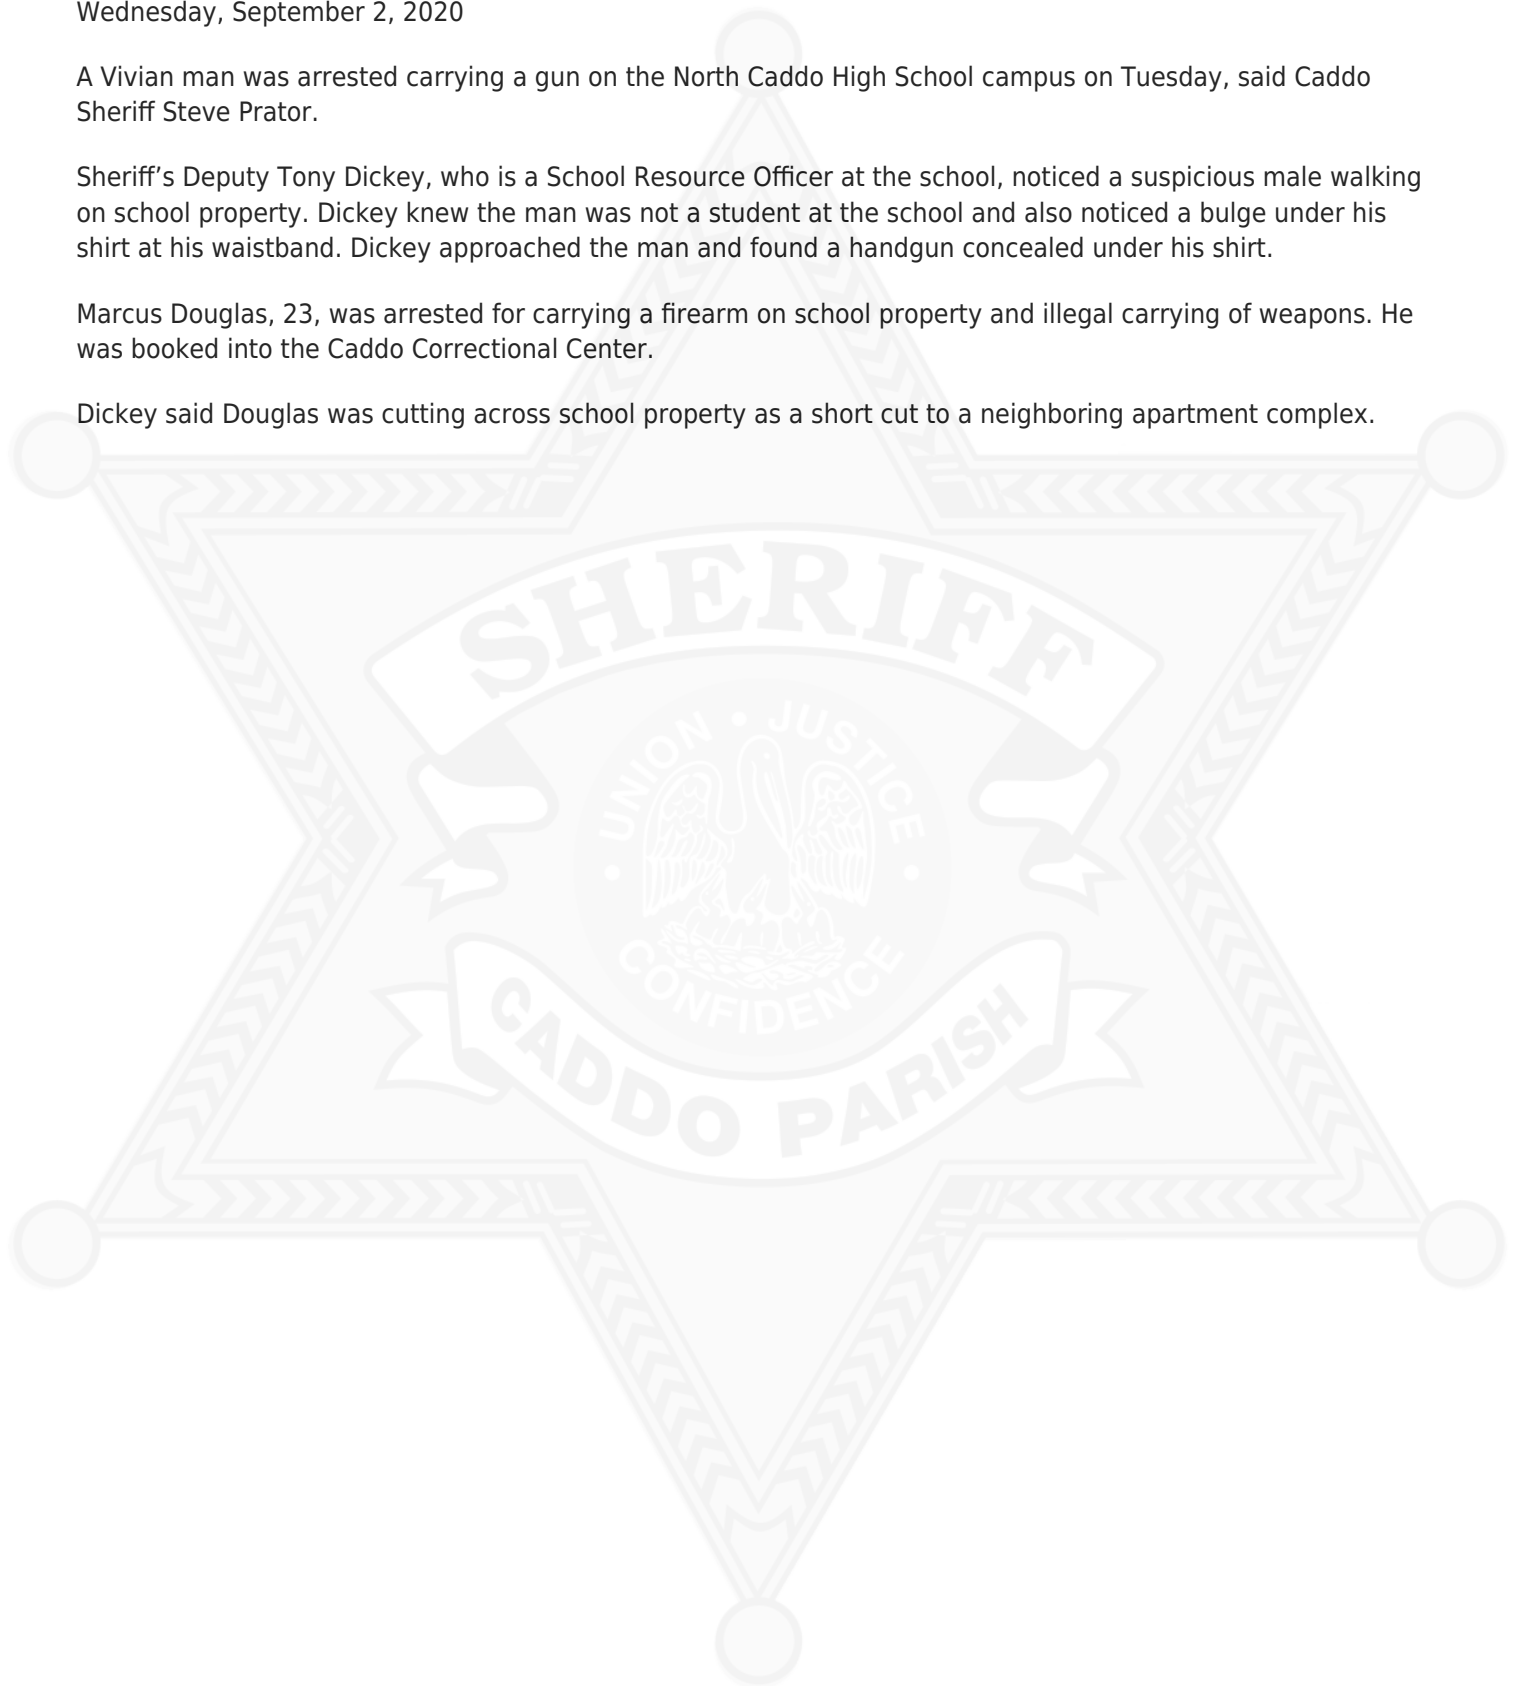 Wednesday, September 2, 2020
A Vivian man was arrested carrying a gun on the North Caddo High School campus on Tuesday, said Caddo
Sheriff Steve Prator.
Sheriff’s Deputy Tony Dickey, who is a School Resource Officer at the school, noticed a suspicious male walking
on school property. Dickey knew the man was not a student at the school and also noticed a bulge under his
shirt at his waistband. Dickey approached the man and found a handgun concealed under his shirt.
Marcus Douglas, 23, was arrested for carrying a firearm on school property and illegal carrying of weapons. He
was booked into the Caddo Correctional Center.
Dickey said Douglas was cutting across school property as a short cut to a neighboring apartment complex.
SHERIFF
UNION • JUSTICE
• CONFIDENCE •
CADDO PARISH